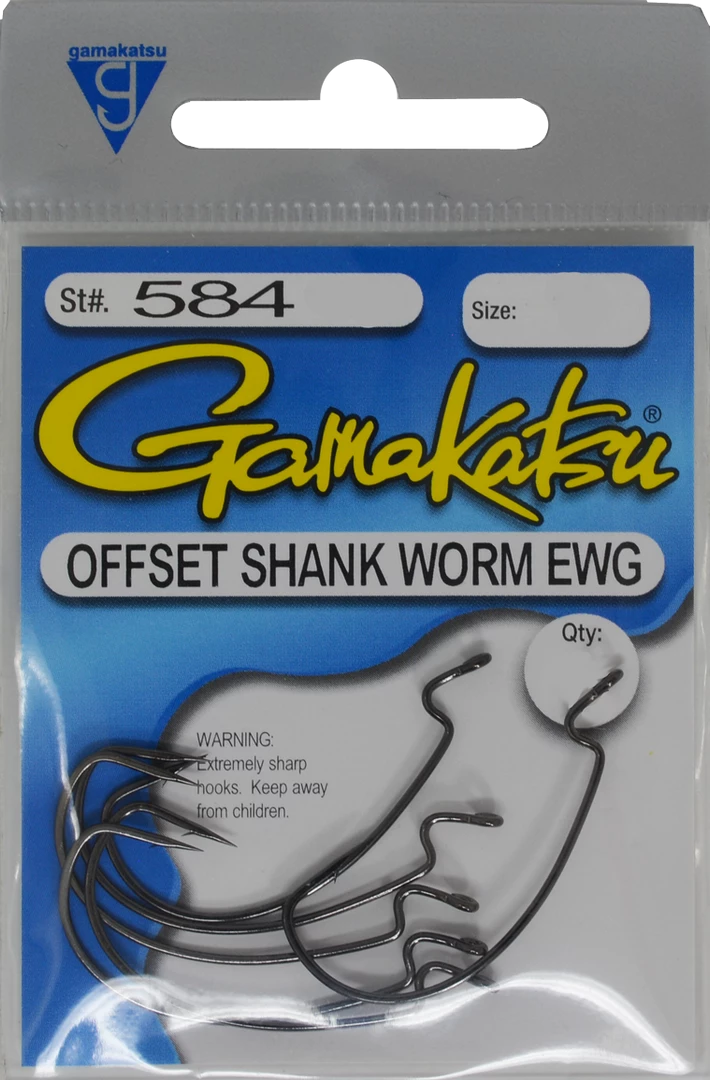 gamakatsu
St#. 584
Size:
Gamakatsu®
OFFSET SHANK WORM EWG
Qty:
WARNING:
Extremely sharp
hooks. Keep away
from children.